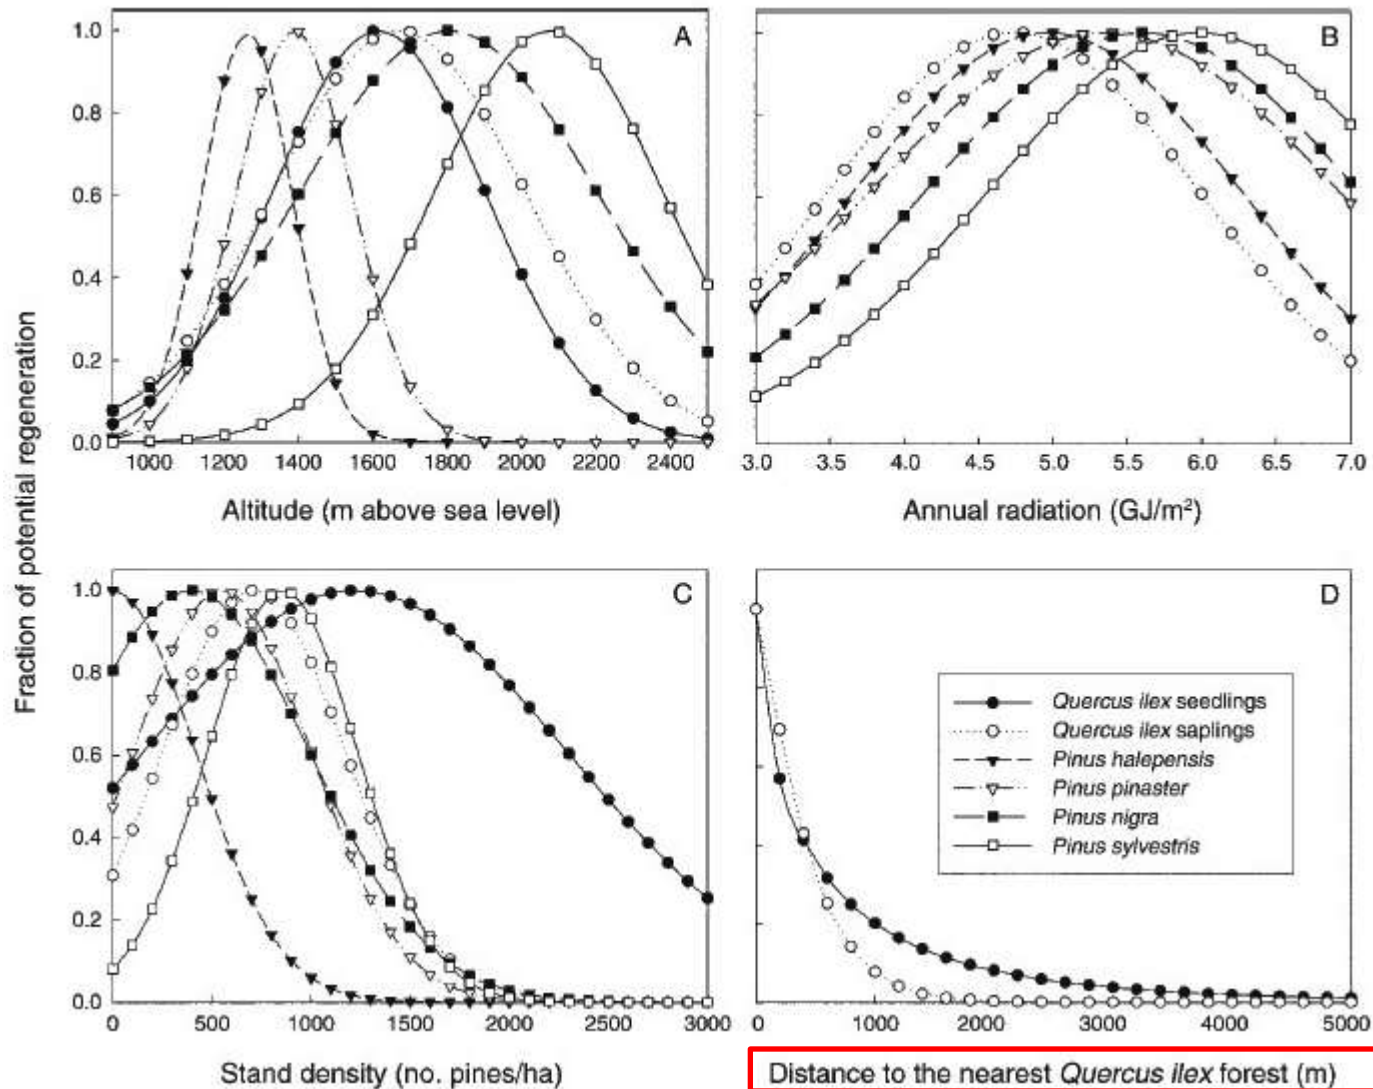 Fraction of potential regeneration
A
1.0
0.8
0.6
0.4
0.2
0.0
1000 1200 1400 1600 1800 2000 2200 2400
Altitude (m above sea level)
B
3.0 3.5 4.0 4.5 5.0 5.5 6.0 6.5 7.0
Annual radiation (GJ/m²)
C
1.0
0.8
0.6
0.4
0.2
0.0
0 500 1000 1500 2000 2500 3000
Stand density (no. pines/ha)
D
Quercus ilex seedlings
Quercus ilex saplings
Pinus halepensis
Pinus pinaster
Pinus nigra
Pinus sylvestris
0 1000 2000 3000 4000 5000
Distance to the nearest Quercus ilex forest (m)